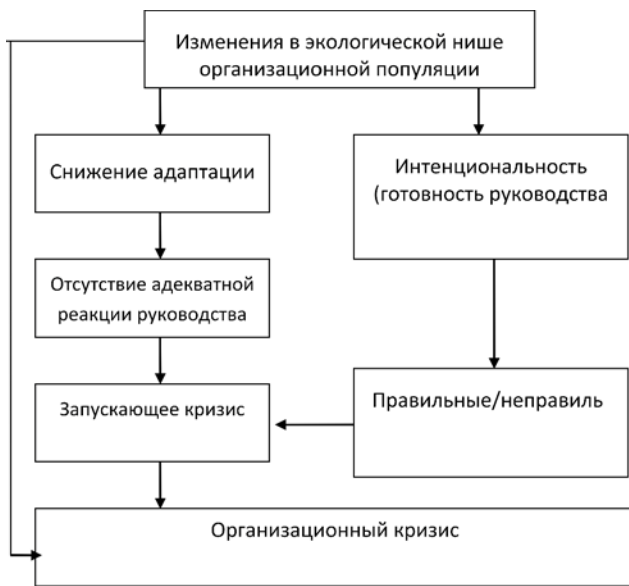 Изменения в экологической нише
организационной популяции
Снижение адаптации
Интенциональность
(готовность руководства
Отсутствие адекватной
реакции руководства
Запускающее кризис
Правильные/неправиль
Организационный кризис